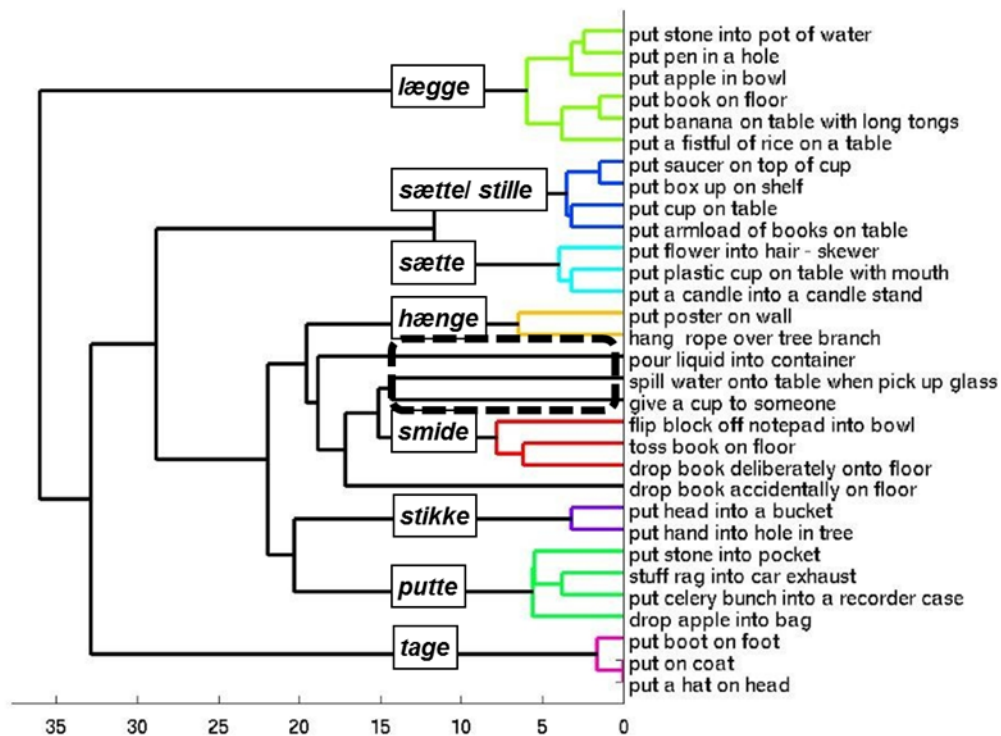 put stone into pot of water
put pen in a hole
lægge
put apple in bowl
put book on floor
put banana on table with long tongs
put a fistful of rice on a table
put saucer on top of cup
sætte/ stille
put box up on shelf
put cup on table
put armload of books on table
put flower into hair - skewer
sætte
put plastic cup on table with mouth
put a candle into a candle stand
hænge
put poster on wall
hang rope over tree branch
pour liquid into container
spill water onto table when pick up glass
give a cup to someone
smide
flip block off notepad into bowl
toss book on floor
drop book deliberately onto floor
drop book accidentally on floor
stikke
put head into a bucket
put hand into hole in tree
put stone into pocket
stuff rag into car exhaust
putte
put celery bunch into a recorder case
drop apple into bag
tage
put boot on foot
put on coat
put a hat on head
35 30 25 20 15 10 5 0